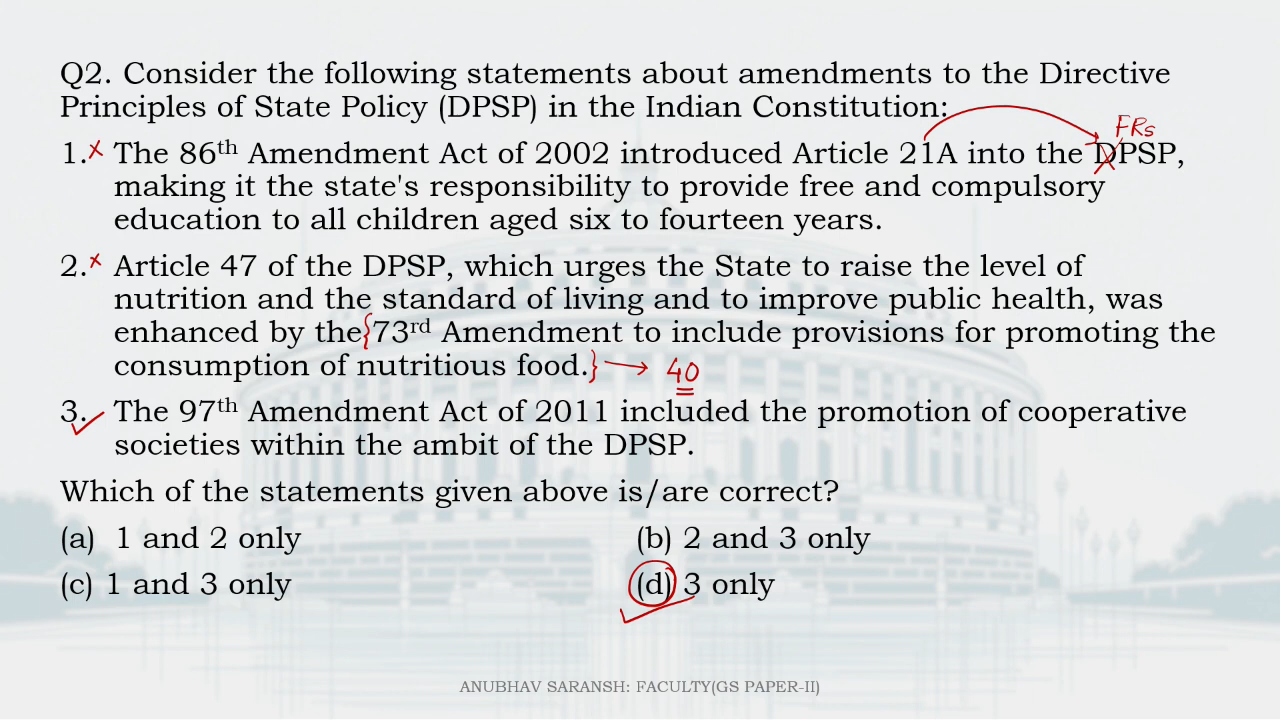 Q2. Consider the following statements about amendments to the Directive
Principles of State Policy (DPSP) in the Indian Constitution:
FRs
1.x The 86th Amendment Act of 2002 introduced Article 21A into the DPSP,
making it the state's responsibility to provide free and compulsory
education to all children aged six to fourteen years.
2.x Article 47 of the DPSP, which urges the State to raise the level of
nutrition and the standard of living and to improve public health, was
enhanced by the {73rd Amendment to include provisions for promoting the
consumption of nutritious food.} → 40
3. ✓ The 97th Amendment Act of 2011 included the promotion of cooperative
societies within the ambit of the DPSP.
Which of the statements given above is/are correct?
(a) 1 and 2 only (b) 2 and 3 only
(c) 1 and 3 only (d) 3 only
ANUBHAV SARANSH: FACULTY(GS PAPER-II)